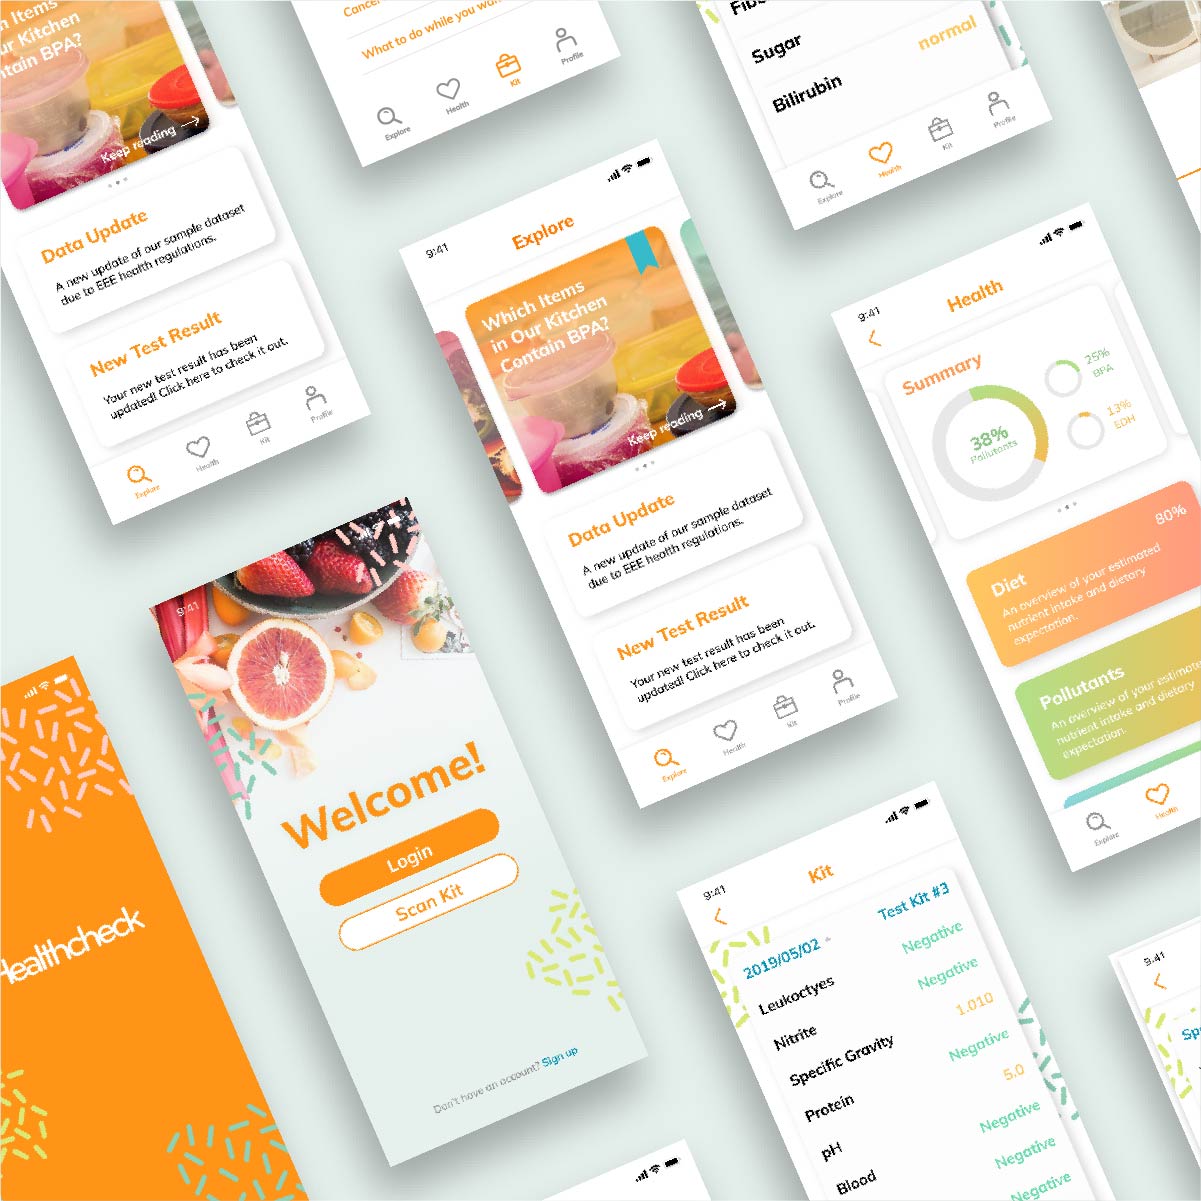 n Items
ur Kitchen
ntain BPA?
Keep reading
Data Update
A new update of our sample dataset
due to EEE health regulations.
New Test Result
Your new test result has been
updated! Click here to check it out.
Explore
Health
Kit
Profile
Cancel
What to do while you wa
Explore
Health
Kit
Profile
Sugar
normal
Bilirubin
Explore
Health
Kit
Profile
9:41
Explore
Which Items
in Our Kitchen
Contain BPA?
Keep reading
Data Update
A new update of our sample dataset
due to EEE health regulations.
New Test Result
Your new test result has been
updated! Click here to check it out.
Explore
Health
Kit
Profile
9:41
Health
Summary
38%
Pollutants
25%
BPA
13%
EDH
Diet
80%
An overview of your estimated
nutrient intake and dietary
expectation.
Pollutants
An overview of your estimate
nutrient intake and dietary
expectation.
Explore
Health
Healthcheck
9:41
Welcome!
Login
Scan Kit
Don't have an account? Sign up
9:41
Kit
2019/05/02
Test Kit #3
Leukoctyes
Negative
Nitrite
Negative
Specific Gravity
1.010
Protein
Negative
pH
5.0
Blood
Negative
Negative
Negative
9:41
Sp